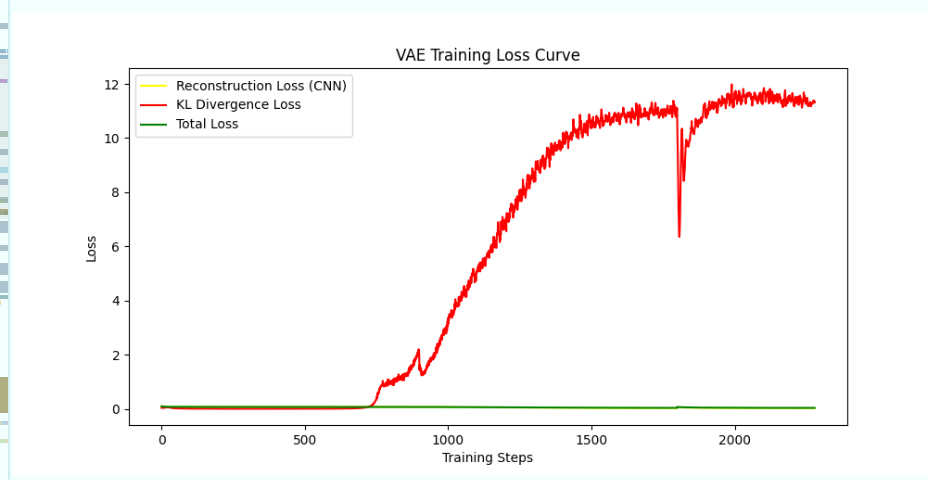 VAE Training Loss Curve
Reconstruction Loss (CNN)
KL Divergence Loss
Total Loss
Loss
12
10
8
6
4
2
0
0 500 1000 1500 2000
Training Steps